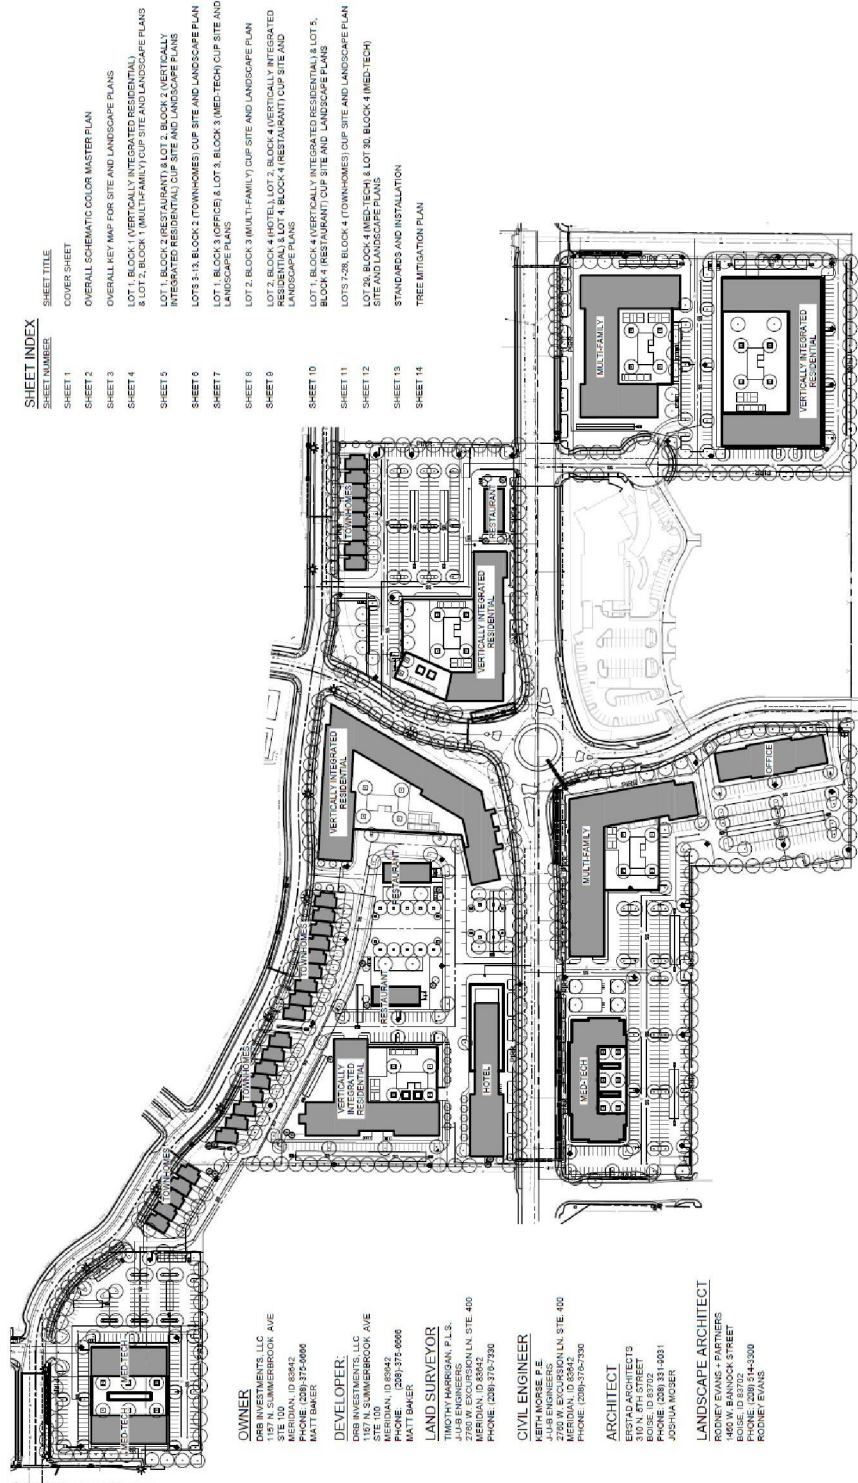 SHEET INDEX
SHEET NUMBER SHEET TITLE
SHEET 1 COVER SHEET
SHEET 2 OVERALL SCHEMATIC COLOR MASTER PLAN
SHEET 3 OVERALL KEY MAP FOR SITE AND LANDSCAPE PLANS
SHEET 4 LOT 1, BLOCK 1 (VERTICALLY INTEGRATED RESIDENTIAL)
& LOT 2, BLOCK 1 (MULTI-FAMILY) CUP SITE AND LANDSCAPE PLANS
SHEET 5 LOT 1, BLOCK 2 (RESTAURANT) & LOT 2, BLOCK 2 (VERTICALLY
INTEGRATED RESIDENTIAL) CUP SITE AND LANDSCAPE PLANS
SHEET 6 LOTS 3-13, BLOCK 2 (TOWNHOMES) CUP SITE AND LANDSCAPE PLAN
SHEET 7 LOT 1, BLOCK 3 (OFFICE) & LOT 3, BLOCK 3 (MED-TECH) CUP SITE AND
LANDSCAPE PLANS
SHEET 8 LOT 2, BLOCK 3 (MULTI-FAMILY) CUP SITE AND LANDSCAPE PLAN
SHEET 9 LOT 2, BLOCK 4 (HOTEL), LOT 2, BLOCK 4 (VERTICALLY INTEGRATED
RESIDENTIAL) & LOT 4, BLOCK 4 (RESTAURANT) CUP SITE AND
LANDSCAPE PLANS
SHEET 10 LOT 1, BLOCK 4 (VERTICALLY INTEGRATED RESIDENTIAL) & LOT 5,
BLOCK 4 (RESTAURANT) CUP SITE AND LANDSCAPE PLANS
SHEET 11 LOTS 7-28, BLOCK 4 (TOWNHOMES) CUP SITE AND LANDSCAPE PLAN
SHEET 12 LOT 29, BLOCK 4 (MED-TECH) & LOT 30, BLOCK 4 (MED-TECH)
SITE AND LANDSCAPE PLANS
SHEET 13 STANDARDS AND INSTALLATION
SHEET 14 TREE MITIGATION PLAN
MED-TECH
MED-TECH
TOWNHOMES
TOWNHOMES
TOWNHOMES
VERTICALLY INTEGRATED
RESIDENTIAL
TOWNHOMES
VERTICALLY
INTEGRATED
RESIDENTIAL
RESTAURANT
RESTAURANT
VERTICALLY INTEGRATED
RESIDENTIAL
RESTAURANT
HOTEL
MED-TECH
MULTI-FAMILY
OFFICE
MULTI-FAMILY
VERTICALLY INTEGRATED
RESIDENTIAL
OWNER
DRB INVESTMENTS, LLC
1157 N. SUMMERBROOK AVE
STE 100
MERIDIAN, ID 83642
PHONE: (208)-375-6666
MATT BAKER
DEVELOPER:
DRB INVESTMENTS, LLC
1157 N. SUMMERBROOK AVE
STE 100
MERIDIAN, ID 83642
PHONE: (208)-375-6666
MATT BAKER
LAND SURVEYOR
TIMOTHY HARRIGAN, P.L.S.
J-U-B ENGINEERS
2760 W. EXCURSION LN, STE. 400
MERIDIAN, ID 83642
PHONE: (208)-376-7330
CIVIL ENGINEER
KEITH MORSE, P.E.
J-U-B ENGINEERS
2760 W. EXCURSION LN, STE. 400
MERIDIAN, ID 83642
PHONE: (208)-376-7330
ARCHITECT
ERSTAD ARCHITECTS
310 N. 5TH STREET
BOISE, ID 83702
PHONE: (208) 331-9031
JOSHUA MOSER
LANDSCAPE ARCHITECT
RODNEY EVANS + PARTNERS
1450 W. BANNOCK STREET
BOISE, ID 83702
PHONE: (208) 514-3300
RODNEY EVANS